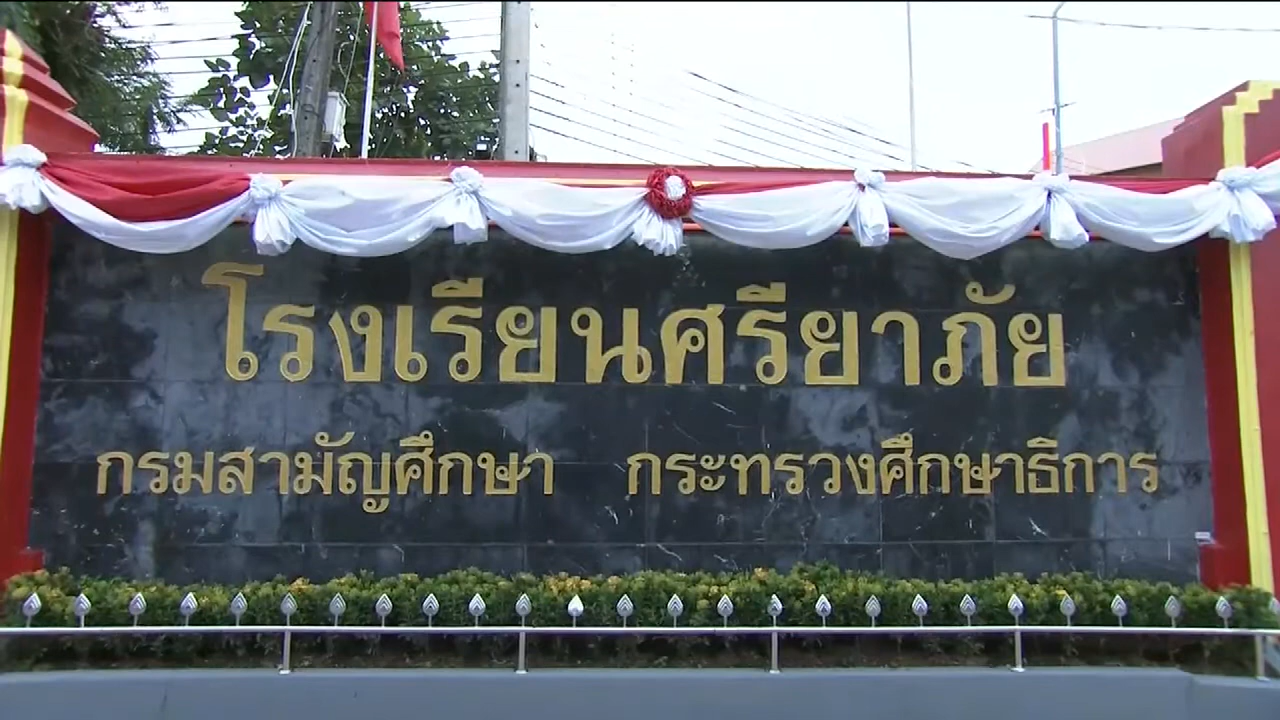 โรงเรียนศรียาภัย
กรมสามัญศึกษา กระทรวงศึกษาธิการ